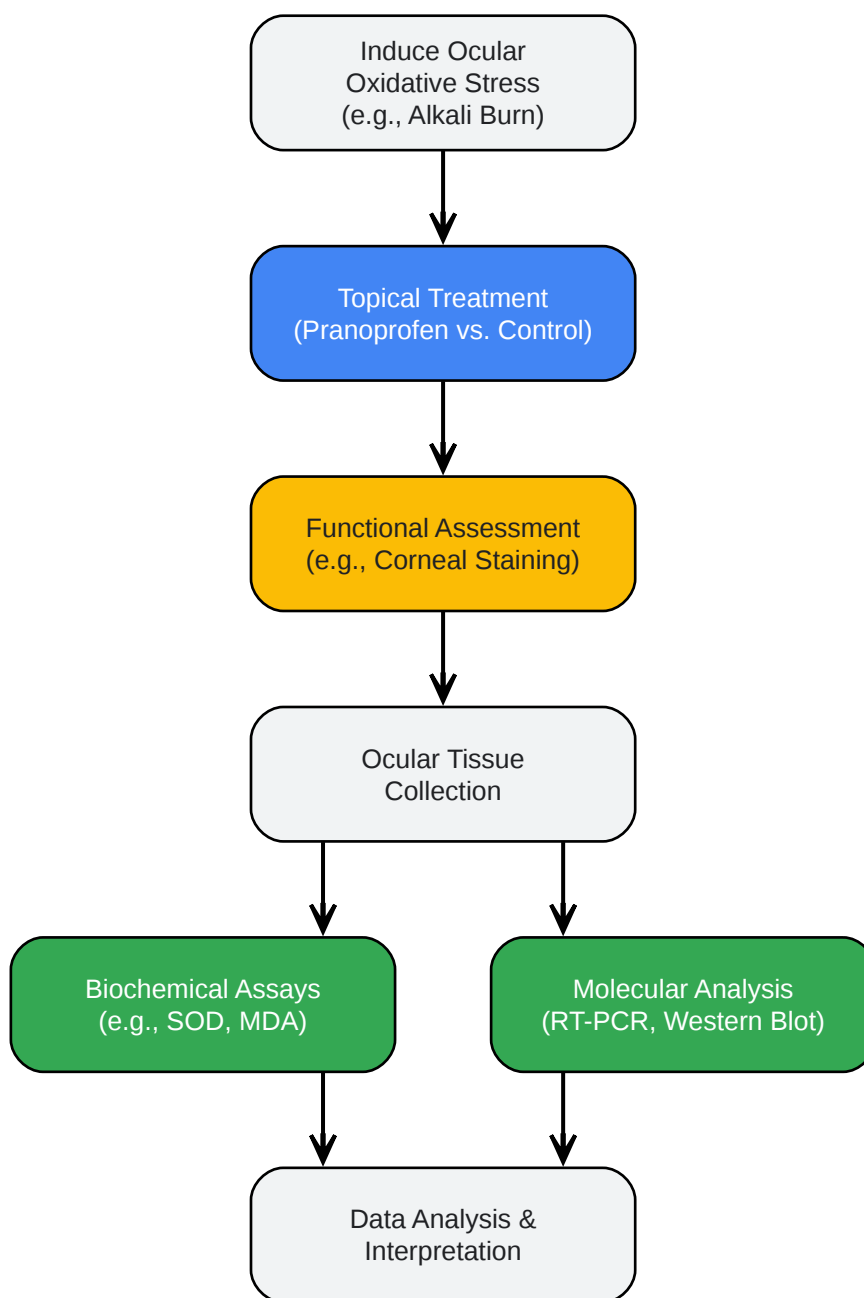 Induce Ocular
Oxidative Stress
(e.g., Alkali Burn)
Topical Treatment
(Pranoprofen vs. Control)
Functional Assessment
(e.g., Corneal Staining)
Ocular Tissue
Collection
Biochemical Assays
(e.g., SOD, MDA)
Molecular Analysis
(RT-PCR, Western Blot)
Data Analysis &
Interpretation